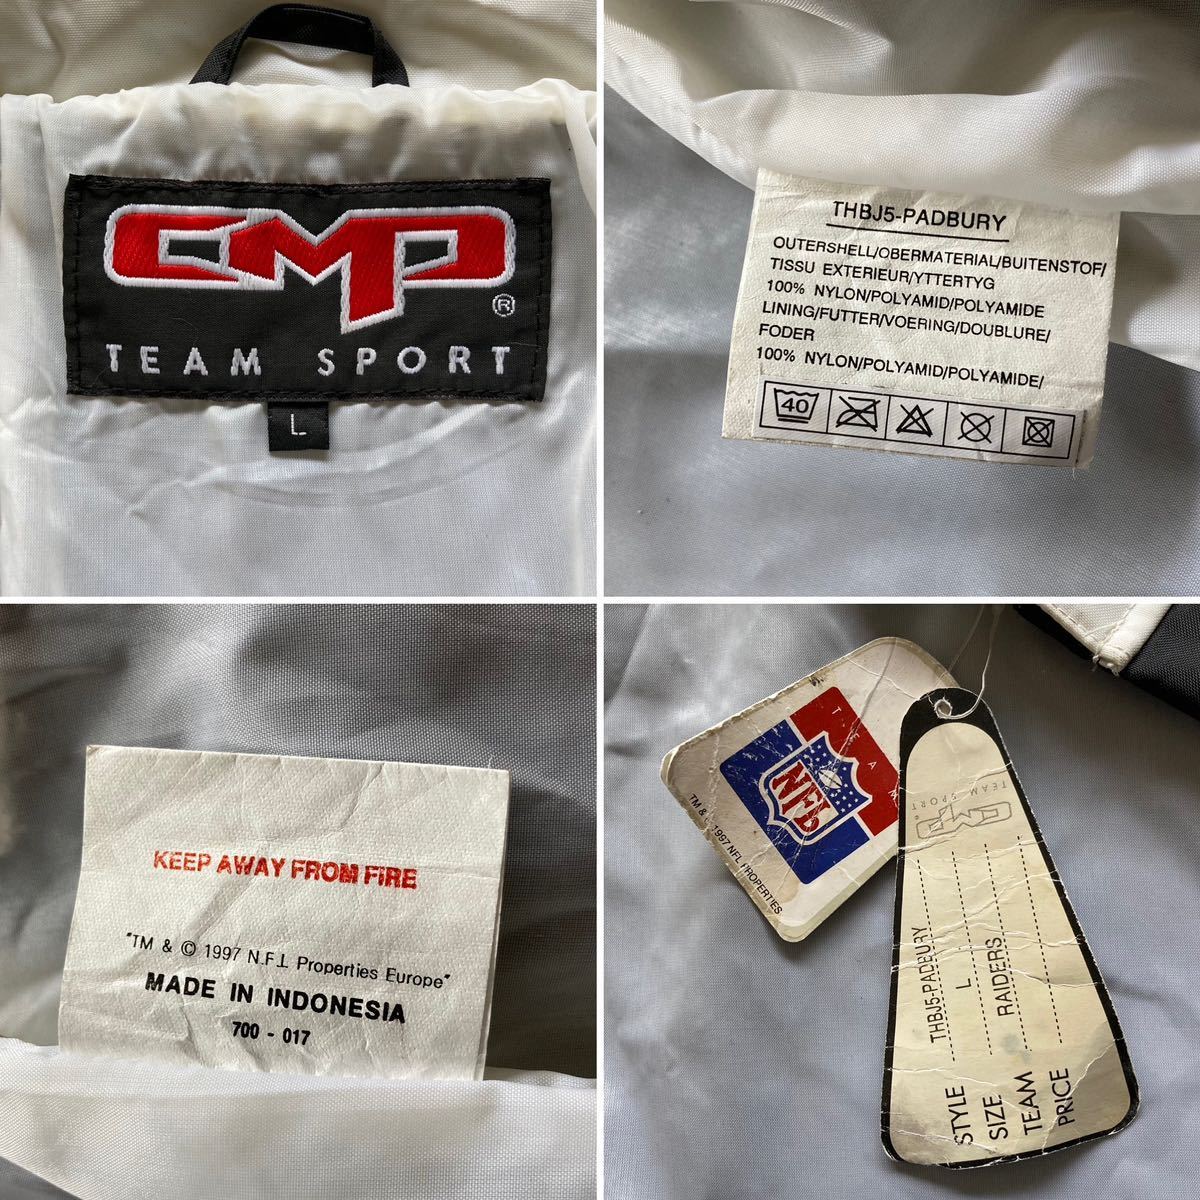 CMP
®
TEAM SPORT
L
THBJ5-PADBURY
OUTERSHELL/OBERMATERIAL/BUITENSTOF/
TISSU EXTERIEUR/YTTERTYG
100% NYLON/POLYAMID/POLYAMIDE
LINING/FUTTER/VOERING/DOUBLURE/
FODER
100% NYLON/POLYAMID/POLYAMIDE/
40
KEEP AWAY FROM FIRE
"TM & © 1997 N.F.L Properties Europe"
MADE IN INDONESIA
700 - 017
TEAM
NFL
TM & © 1997 NFL PROPERTIES
CMP®
TEAM SPORT
STYLE THBJ5-PADBURY
SIZE L
TEAM RAIDERS
PRICE